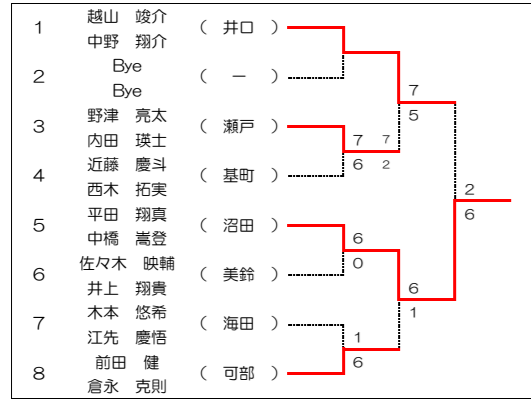 1 越山 竣介 ( 井口 )
中野 翔介
2 Bye ( ー )
Bye
7
5
3 野津 亮太 ( 瀬戸 )
内田 瑛士
7 7
6 2
4 近藤 慶斗 ( 基町 )
西木 拓実
2
6
5 平田 翔真 ( 沼田 )
中橋 嵩登
6
0
6 佐々木 映輔 ( 美鈴 )
井上 翔貴
6
1
7 木本 悠希 ( 海田 )
江先 慶悟
1
6
8 前田 健 ( 可部 )
倉永 克則